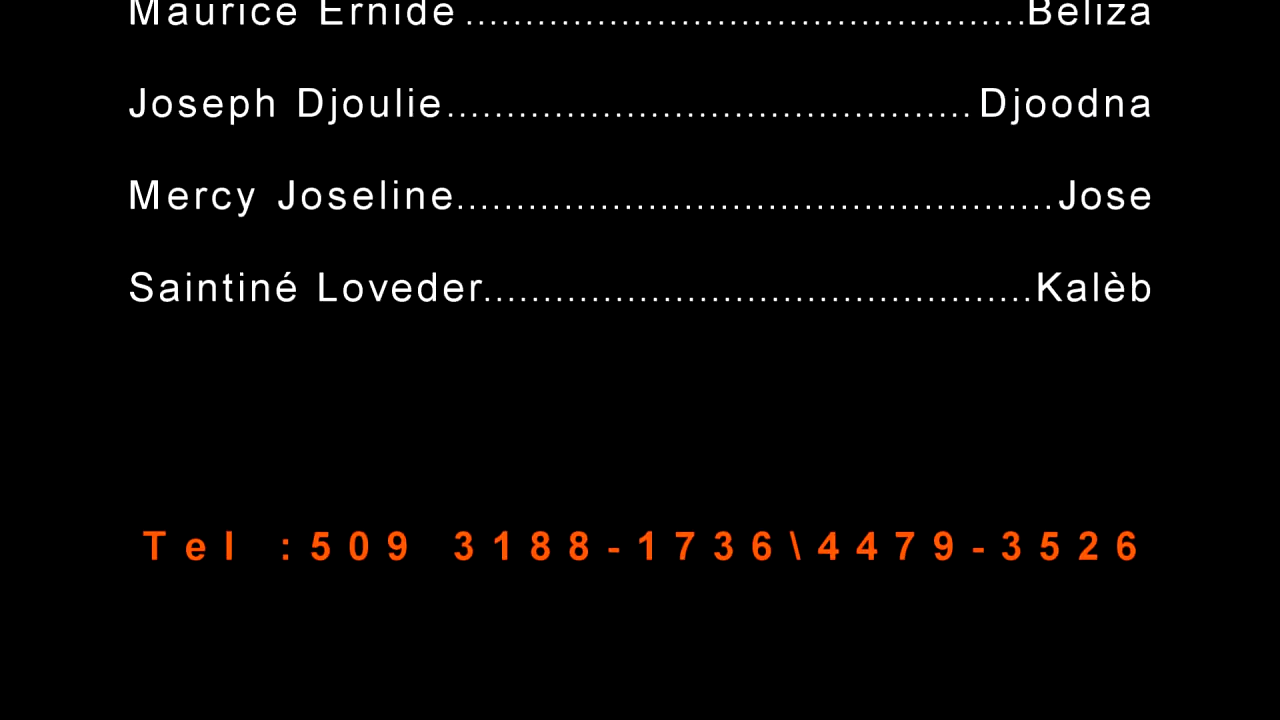 Maurice Ernide.................................................Beliza
Joseph Djoulie.............................................Djoodna
Mercy Joseline...................................................Jose
Saintiné Loveder...............................................Kalèb
Tel :509 3188-1736\4479-3526